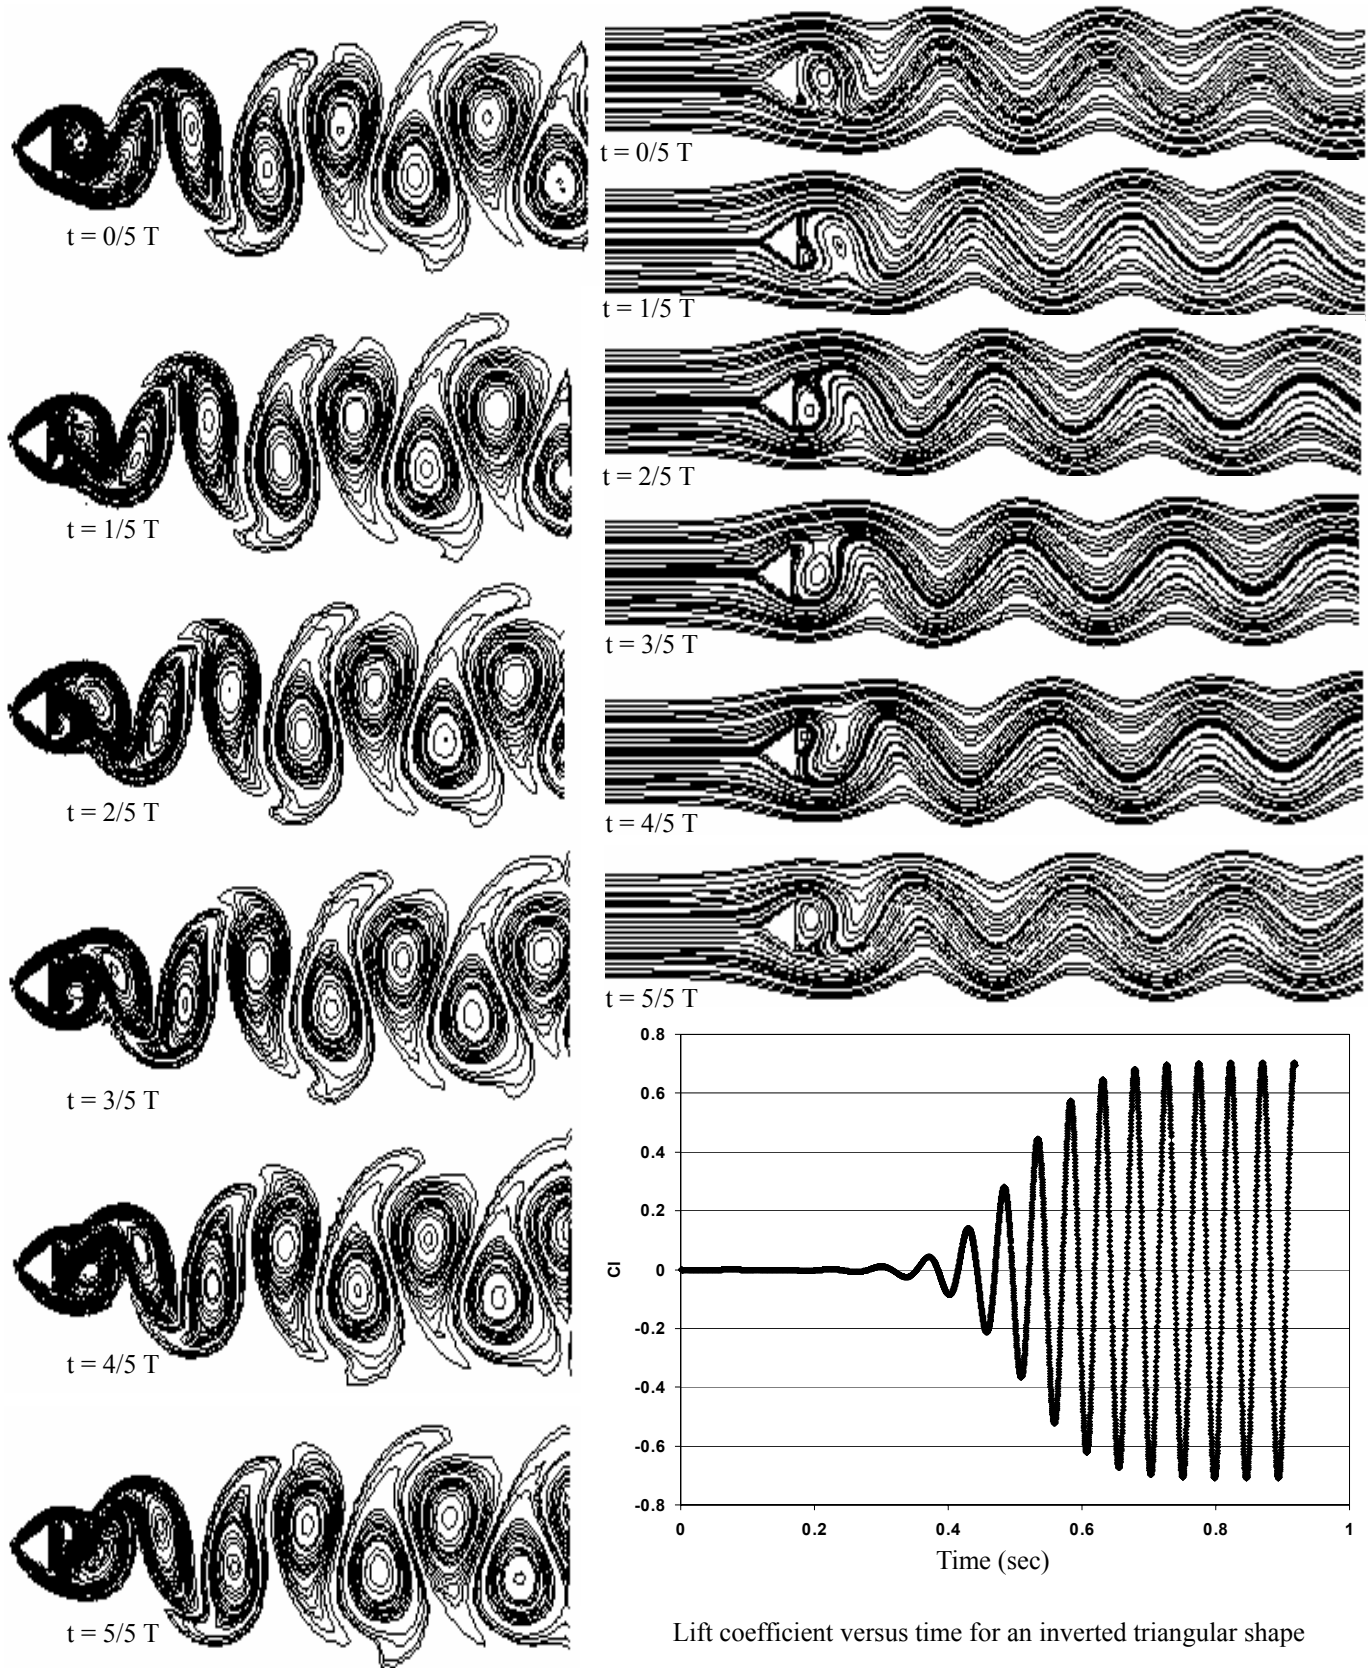 t = 0/5 T
t = 1/5 T
t = 2/5 T
t = 3/5 T
t = 4/5 T
t = 5/5 T
t = 0/5 T
t = 1/5 T
t = 2/5 T
t = 3/5 T
t = 4/5 T
t = 5/5 T
0.8
0.6
0.4
0.2
0
-0.2
-0.4
-0.6
-0.8
Cl
0 0.2 0.4 0.6 0.8 1
Time (sec)
Lift coefficient versus time for an inverted triangular shape